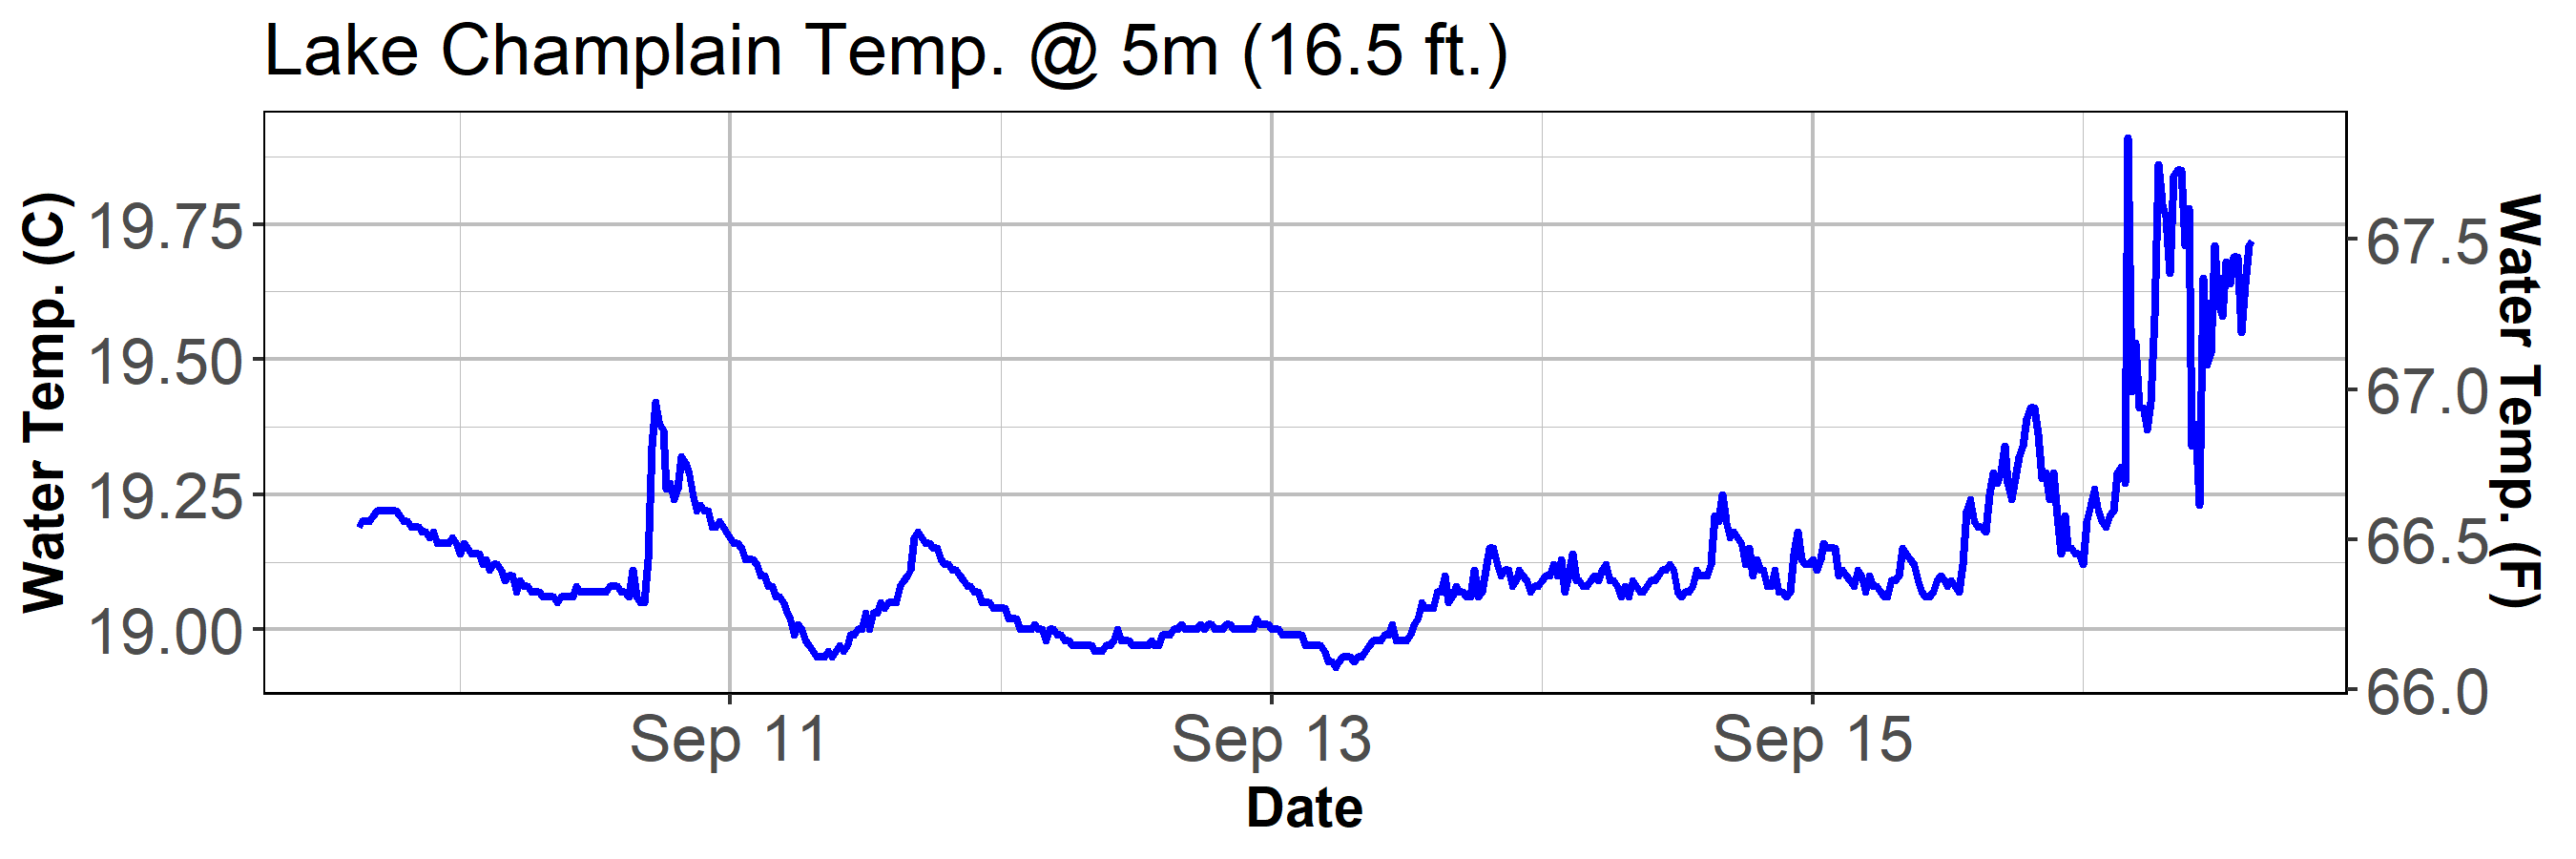 Lake Champlain Temp. @ 5m (16.5 ft.)
Water Temp. (C)
19.75
19.50
19.25
19.00
67.5
67.0
66.5
66.0
Water Temp. (F)
Sep 11
Sep 13
Sep 15
Date